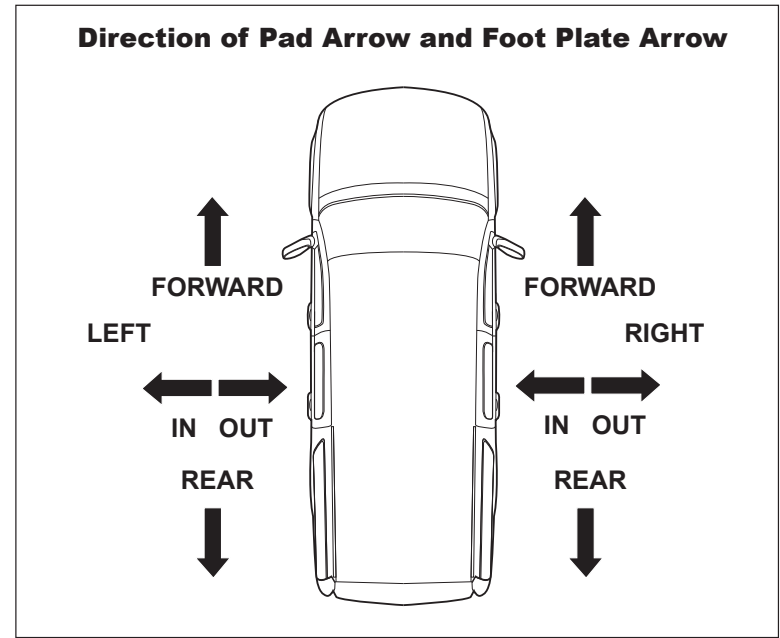 Direction of Pad Arrow and Foot Plate Arrow
FORWARD FORWARD
LEFT RIGHT
IN OUT IN OUT
REAR REAR